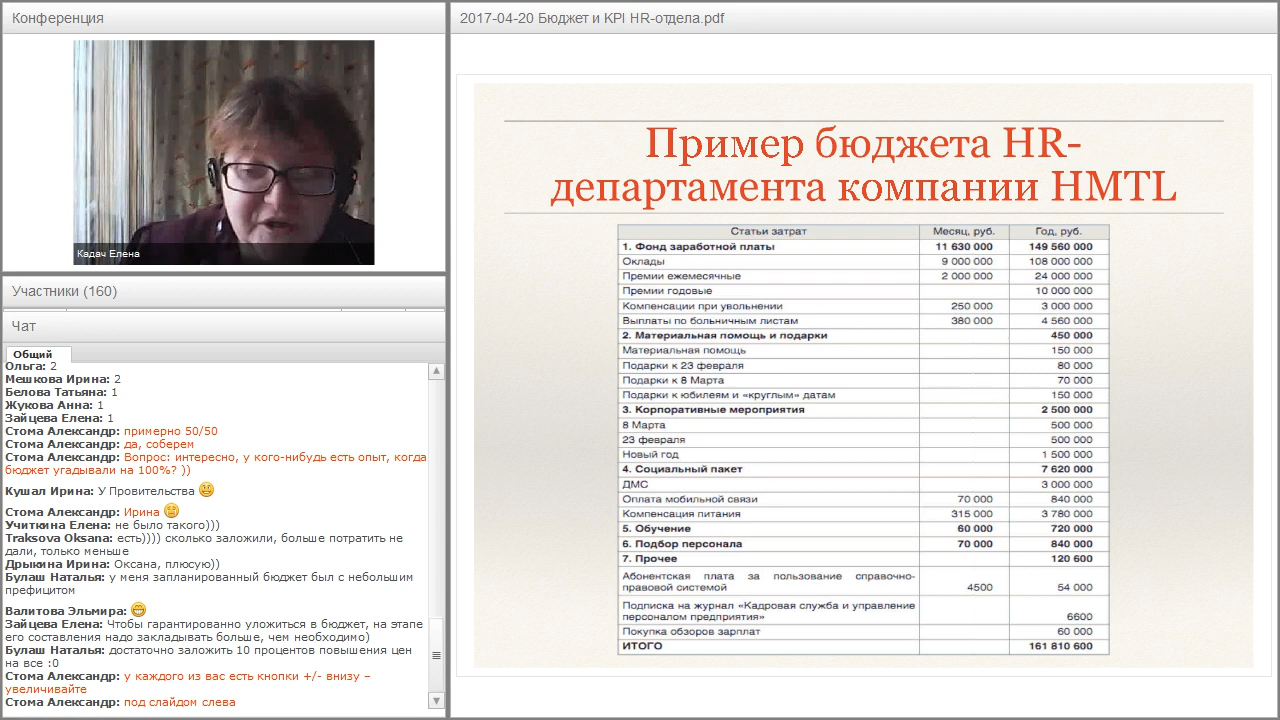 Конференция
Кадач Елена
Участники (160)
Чат
Общий
Ольга: 2
Мешкова Ирина: 2
Белова Татьяна: 1
Жукова Анна: 1
Зайцева Елена: 1
Стома Александр: примерно 50/50
Стома Александр: да, соберем
Стома Александр: Вопрос: интересно, у кого-нибудь есть опыт, когда
бюджет угадывали на 100%? ))
Кушал Ирина: У Провительства
Стома Александр: Ирина
Учиткина Елена: не было такого)))
Traksova Oksana: есть)))) сколько заложили, больше потратить не
дали, только меньше
Дрыкина Ирина: Оксана, плюсую))
Булаш Наталья: у меня запланированный бюджет был с небольшим
префицитом
Валитова Эльмира:
Зайцева Елена: Чтобы гарантированно уложиться в бюджет, на этапе
его составления надо закладывать больше, чем необходимо)
Булаш Наталья: достаточно заложить 10 процентов повышения цен
на все :0
Стома Александр: у каждого из вас есть кнопки +/- внизу –
увеличивайте
Стома Александр: под слайдом слева
2017-04-20 Бюджет и KPI HR-отдела.pdf
Пример бюджета HR-
департамента компании HMTL
Статьи затрат Месяц, руб. Год, руб.
1. Фонд заработной платы 11 630 000 149 560 000
Оклады 9 000 000 108 000 000
Премии ежемесячные 2 000 000 24 000 000
Премии годовые 10 000 000
Компенсации при увольнении 250 000 3 000 000
Выплаты по больничным листам 380 000 4 560 000
2. Материальная помощь и подарки 450 000
Материальная помощь 150 000
Подарки к 23 февраля 80 000
Подарки к 8 Марта 70 000
Подарки к юбилеям и «круглым» датам 150 000
3. Корпоративные мероприятия 2 500 000
8 Марта 500 000
23 февраля 500 000
Новый год 1 500 000
4. Социальный пакет 7 620 000
ДМС 3 000 000
Оплата мобильной связи 70 000 840 000
Компенсация питания 315 000 3 780 000
5. Обучение 60 000 720 000
6. Подбор персонала 70 000 840 000
7. Прочее 120 600
Абонентская плата за пользование справочно-
правовой системой 4500 54 000
Подписка на журнал «Кадровая служба и управление
персоналом предприятия» 6600
Покупка обзоров зарплат 60 000
ИТОГО 161 810 600